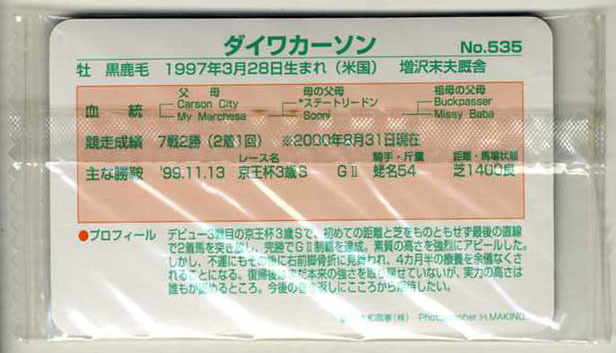 ダイワカーソン No.535
牡 黒鹿毛 1997年3月28日生まれ(米国) 増沢末夫厩舎
父 母 母の父母 祖母の父母
血統 Carson City *ステートリードン Buckpasser
My Marchesa Sooni Missy Baba
競走成績 7戦2勝(2着1回) ※2000年8月31日現在
レース名 騎手・斤量 距離・馬場状態
主な勝鞍 '99.11.13 京王杯3歳S GⅡ 蛯名54 芝1400良
●プロフィール デビュー3戦目の京王杯3歳Sで、初めての距離と芝をものともせず最後の直線
で2着馬を突き放し、完勝でGⅡ制覇を達成。素質の高さを強烈にアピールした。
しかし、不運にもその後に右前脚骨折に見舞われ、4カ月半の療養を余儀なくさ
れることになる。復帰後はまだ本来の強さを取り戻せていないが、実力の高さは
誰もが認めるところ。今後の巻き返しにこころから期待したい。
大和商事(株) Photographer:H.MAKINO